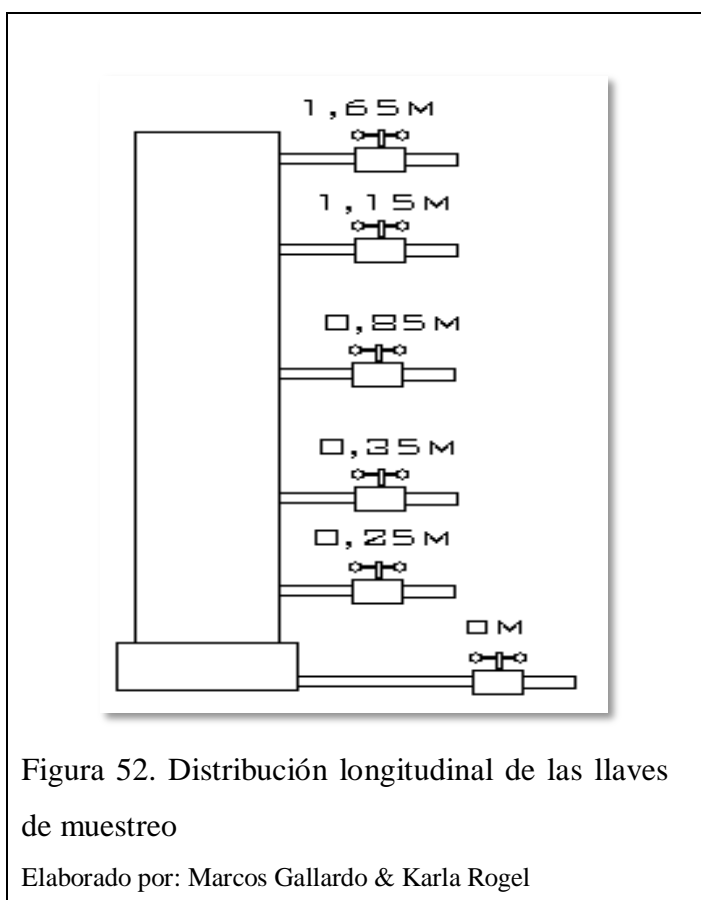 1,65M
1,15M
0,85M
0,35M
0,25M
0M
Figura 52. Distribución longitudinal de las llaves
de muestreo
Elaborado por: Marcos Gallardo & Karla Rogel